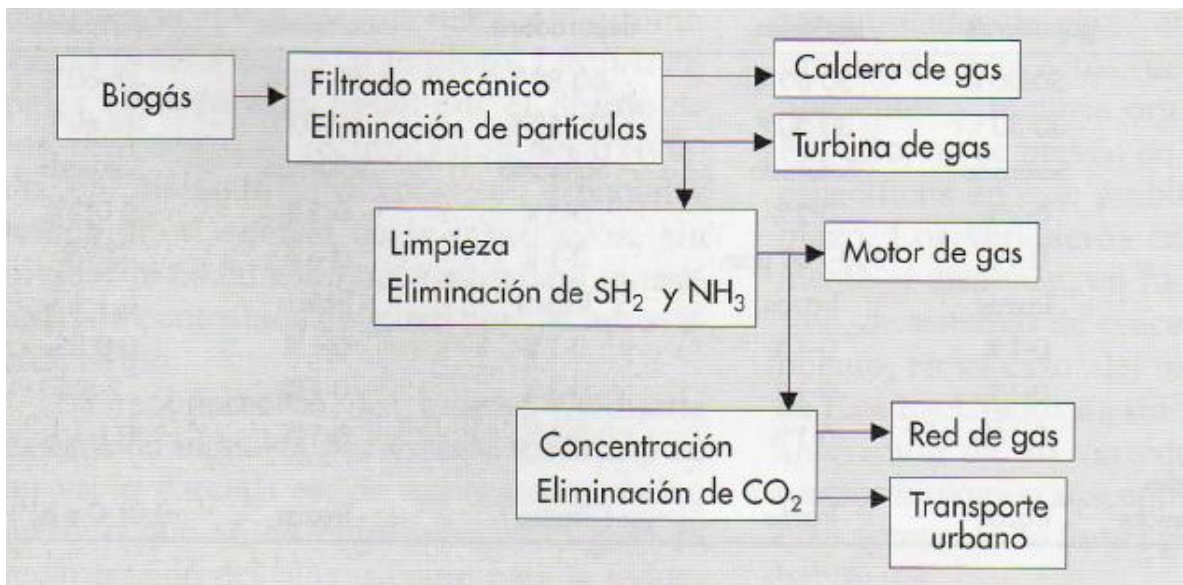 Biogás
Filtrado mecánico
Eliminación de partículas
Caldera de gas
Turbina de gas
Limpieza
Eliminación de SH₂ y NH₃
Motor de gas
Concentración
Eliminación de CO₂
Red de gas
Transporte
urbano